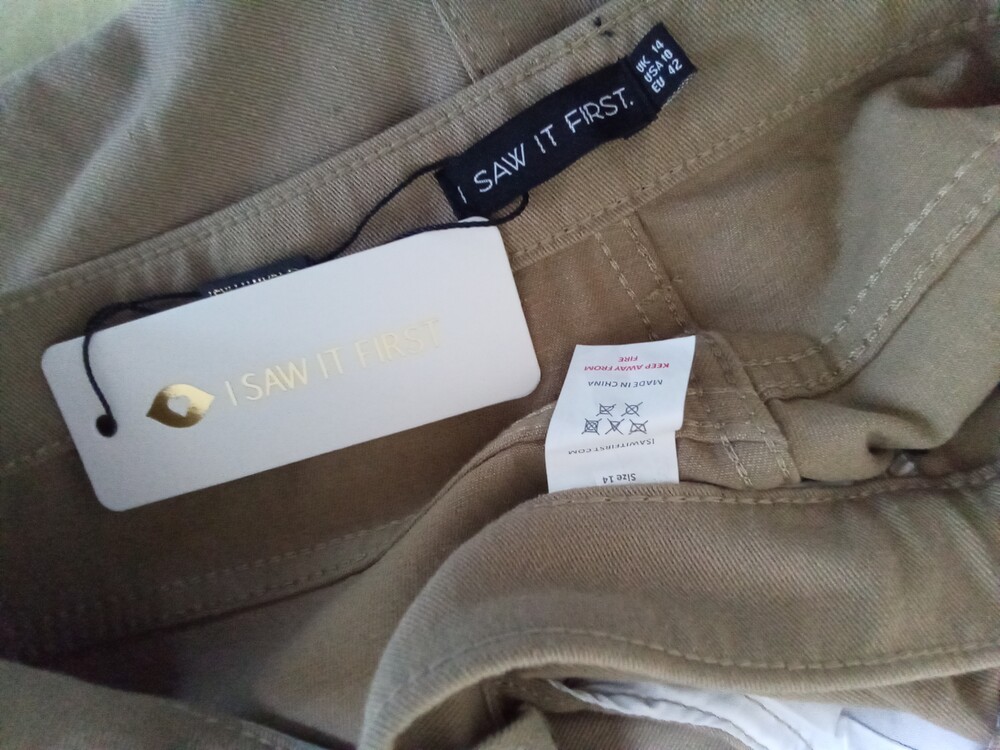 I SAW IT FIRST.
UK 14
USA 10
EU 42
I SAW IT FIRST
KEEP AWAY FROM
FIRE
MADE IN CHINA
ISAWITFIRST.COM
Size 14